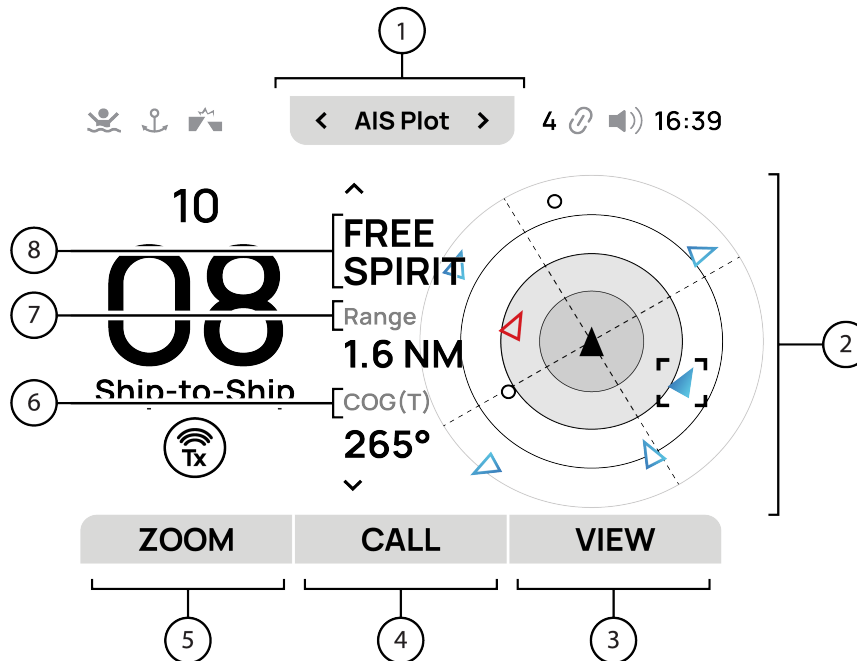 1
< AIS Plot >
4 16:39
10
08
Ship-to-Ship
Tx
FREE
SPIRIT
Range
1.6 NM
COG(T)
265°
ZOOM
CALL
VIEW
8
7
6
2
5
4
3